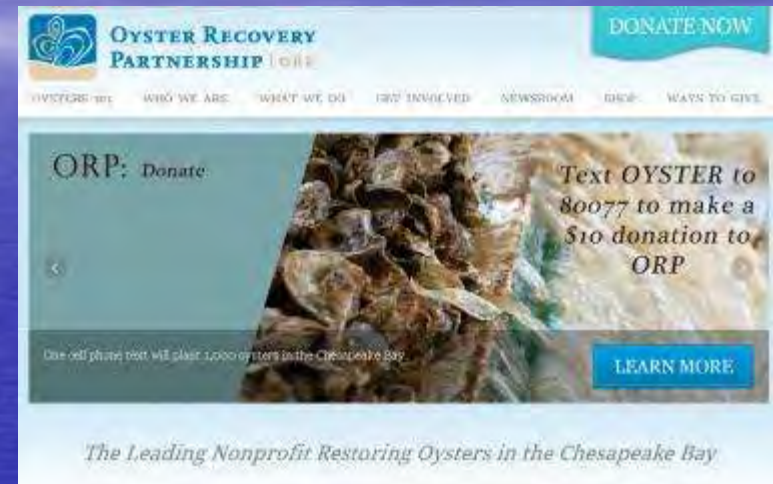 OYSTER RECOVERY
PARTNERSHIP | ORP
DONATE NOW
OYSTERS 101 WHO WE ARE WHAT WE DO GET INVOLVED NEWSROOM SHOP WAYS TO GIVE
ORP: Donate
Text OYSTER to
80077 to make a
$10 donation to
ORP
One cell phone text will plant 1,000 oysters in the Chesapeake Bay
LEARN MORE
The Leading Nonprofit Restoring Oysters in the Chesapeake Bay